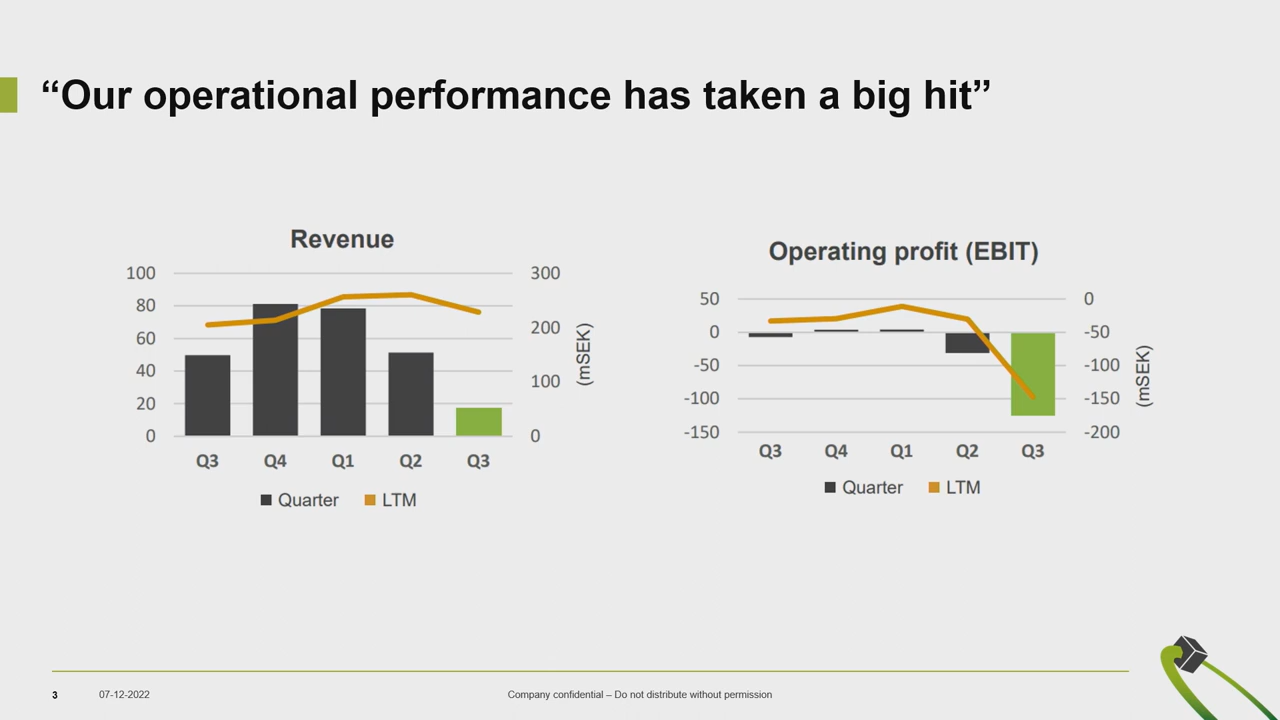 “Our operational performance has taken a big hit”
Revenue
100
80
60
40
20
0
300
200
100
0
(mSEK)
Q3 Q4 Q1 Q2 Q3
Quarter LTM
Operating profit (EBIT)
50
0
-50
-100
-150
0
-50
-100
-150
-200
(mSEK)
Q3 Q4 Q1 Q2 Q3
Quarter LTM
3 07-12-2022 Company confidential – Do not distribute without permission